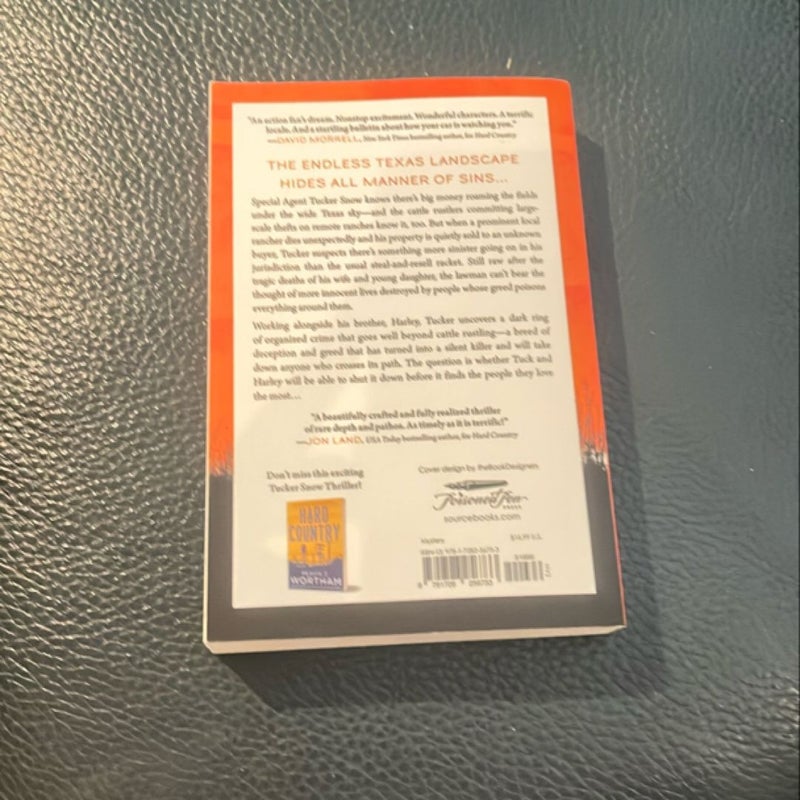 "An action fan's dream. Nonstop excitement. Wonderful characters. A terrific
locale. And a startling bulletin about how your car is watching you."
—DAVID MORRELL, New York Times bestselling author, for Hard Country
THE ENDLESS TEXAS LANDSCAPE
HIDES ALL MANNER OF SINS...
Special Agent Tucker Snow knows there's big money roaming the fields
under the wide Texas sky—and the cattle rustlers committing large-
scale thefts on remote ranches know it, too. But when a prominent local
rancher dies unexpectedly and his property is quietly sold to an unknown
buyer, Tucker suspects there's something more sinister going on in his
jurisdiction than the usual steal-and-resell racket. Still raw after the
tragic deaths of his wife and young daughter, the lawman can't bear the
thought of more innocent lives destroyed by people whose greed poisons
everything around them.
Working alongside his brother, Harley, Tucker uncovers a dark ring
of organized crime that goes well beyond cattle rustling—a breed of
deception and greed that has turned into a silent killer and will take
down anyone who crosses its path. The question is whether Tuck and
Harley will be able to shut it down before it finds the people they love
the most...
"A beautifully crafted and fully realized thriller
of rare depth and pathos. As timely as it is terrific!"
—JON LAND, USA Today bestselling author, for Hard Country
Don't miss this exciting
Tucker Snow Thriller!
HARD
COUNTRY
WORTHAM
Cover design by theBookDesigners
Poisoned Pen
PRESS
sourcebooks.com
Mystery
$14.99 U.S.